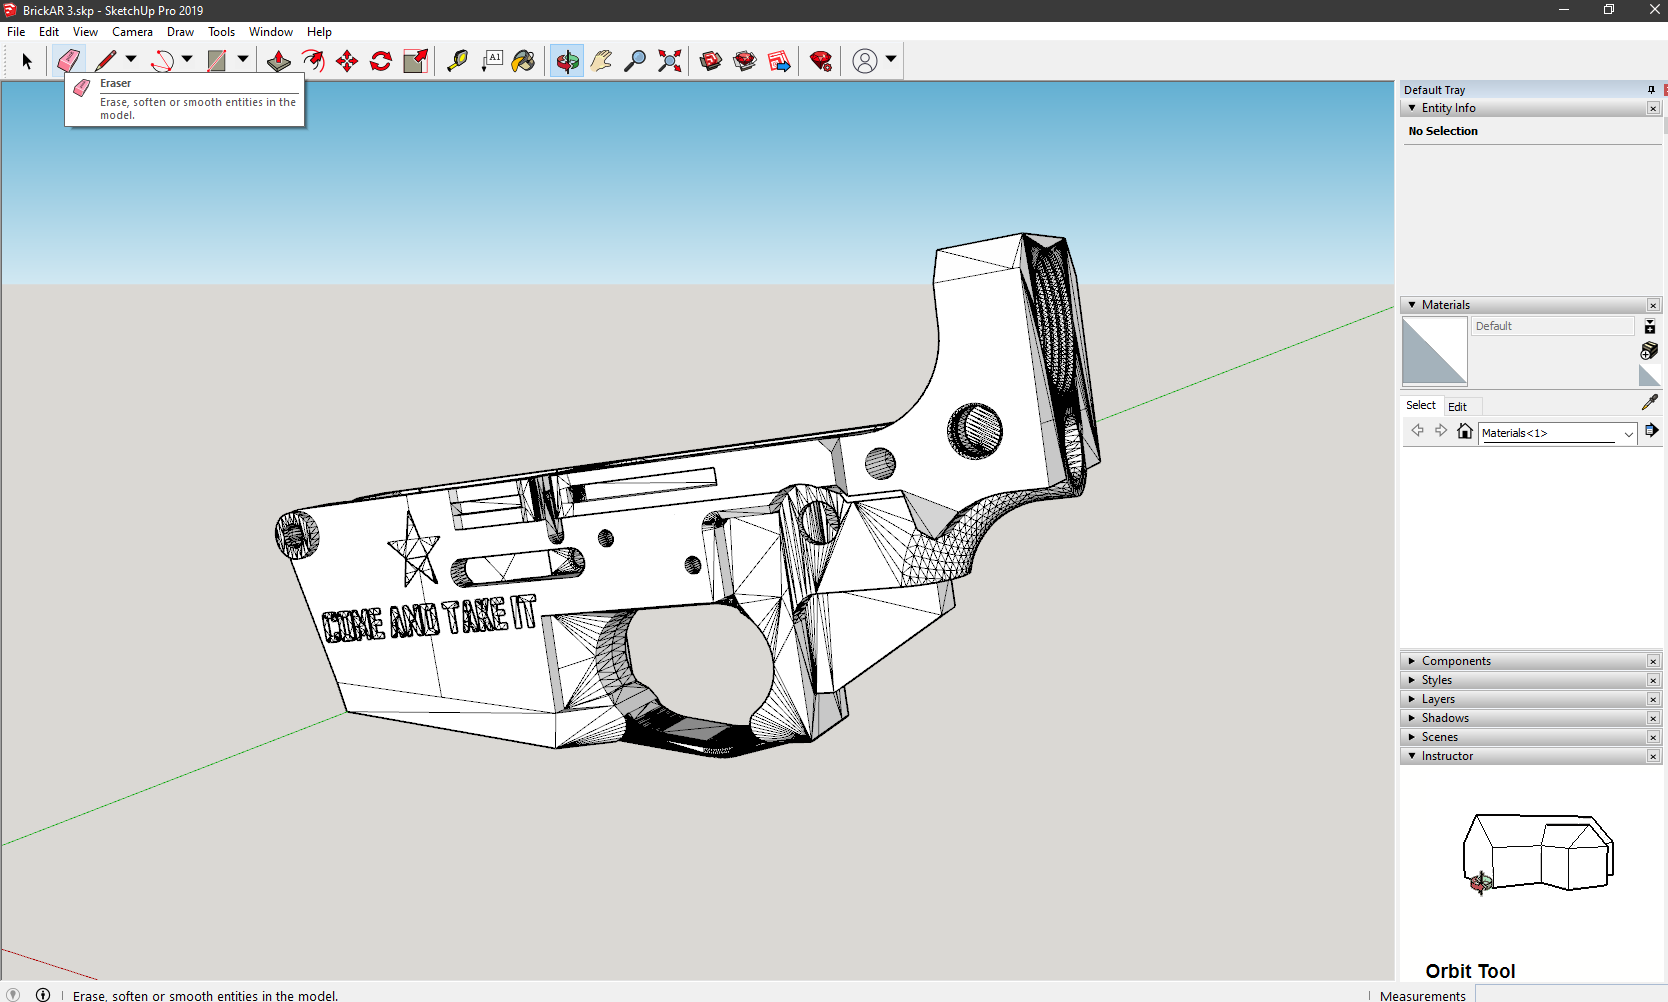 BrickAR 3.skp - SketchUp Pro 2019
File Edit View Camera Draw Tools Window Help
A1
Eraser
Erase, soften or smooth entities in the
model.
COME AND TAKE IT
Default Tray
Entity Info
No Selection
Materials
Default
Select Edit
Materials<1>
Components
Styles
Layers
Shadows
Scenes
Instructor
Orbit Tool
Erase, soften or smooth entities in the model.
Measurements